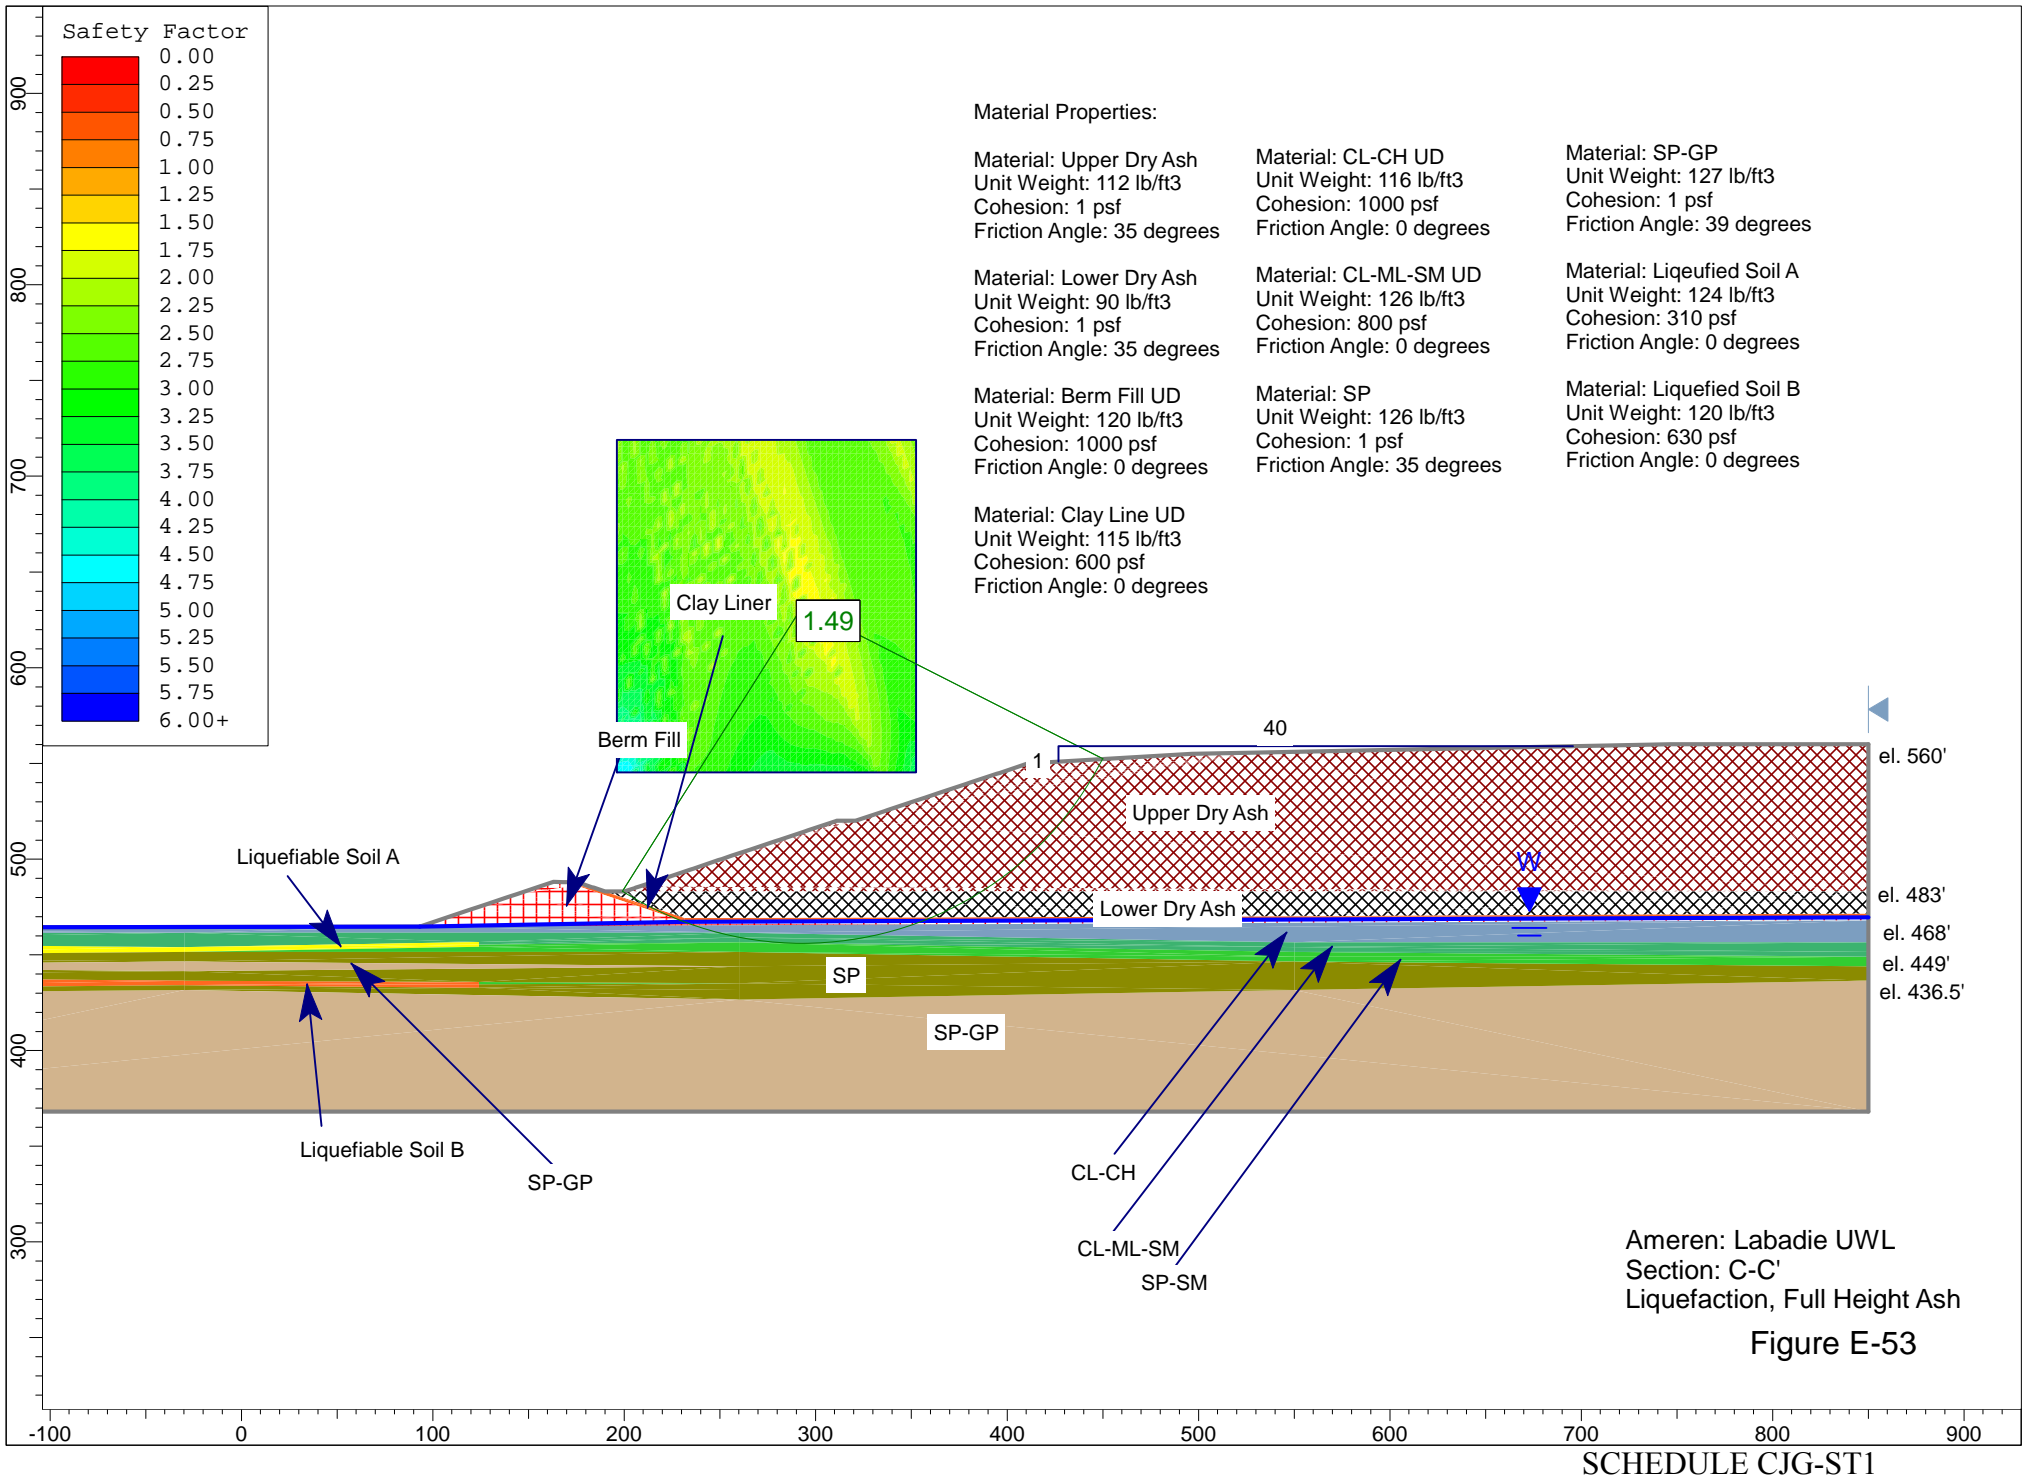 Safety Factor
0.00
0.25
0.50
0.75
1.00
1.25
1.50
1.75
2.00
2.25
2.50
2.75
3.00
3.25
3.50
3.75
4.00
4.25
4.50
4.75
5.00
5.25
5.50
5.75
6.00+
Material Properties:
Material: Upper Dry Ash
Unit Weight: 112 lb/ft3
Cohesion: 1 psf
Friction Angle: 35 degrees
Material: Lower Dry Ash
Unit Weight: 90 lb/ft3
Cohesion: 1 psf
Friction Angle: 35 degrees
Material: Berm Fill UD
Unit Weight: 120 lb/ft3
Cohesion: 1000 psf
Friction Angle: 0 degrees
Material: Clay Line UD
Unit Weight: 115 lb/ft3
Cohesion: 600 psf
Friction Angle: 0 degrees
Material: CL-CH UD
Unit Weight: 116 lb/ft3
Cohesion: 1000 psf
Friction Angle: 0 degrees
Material: CL-ML-SM UD
Unit Weight: 126 lb/ft3
Cohesion: 800 psf
Friction Angle: 0 degrees
Material: SP
Unit Weight: 126 lb/ft3
Cohesion: 1 psf
Friction Angle: 35 degrees
Material: SP-GP
Unit Weight: 127 lb/ft3
Cohesion: 1 psf
Friction Angle: 39 degrees
Material: Liqeufied Soil A
Unit Weight: 124 lb/ft3
Cohesion: 310 psf
Friction Angle: 0 degrees
Material: Liquefied Soil B
Unit Weight: 120 lb/ft3
Cohesion: 630 psf
Friction Angle: 0 degrees
Clay Liner
1.49
Berm Fill
40
1
el. 560'
Upper Dry Ash
Liquefiable Soil A
W
el. 483'
Lower Dry Ash
el. 468'
SP
el. 449'
el. 436.5'
SP-GP
Liquefiable Soil B
SP-GP
CL-CH
CL-ML-SM
SP-SM
900
800
700
600
500
400
300
-100
0
100
200
300
400
500
600
700
800
900
Ameren: Labadie UWL
Section: C-C'
Liquefaction, Full Height Ash
Figure E-53
SCHEDULE CJG-ST1